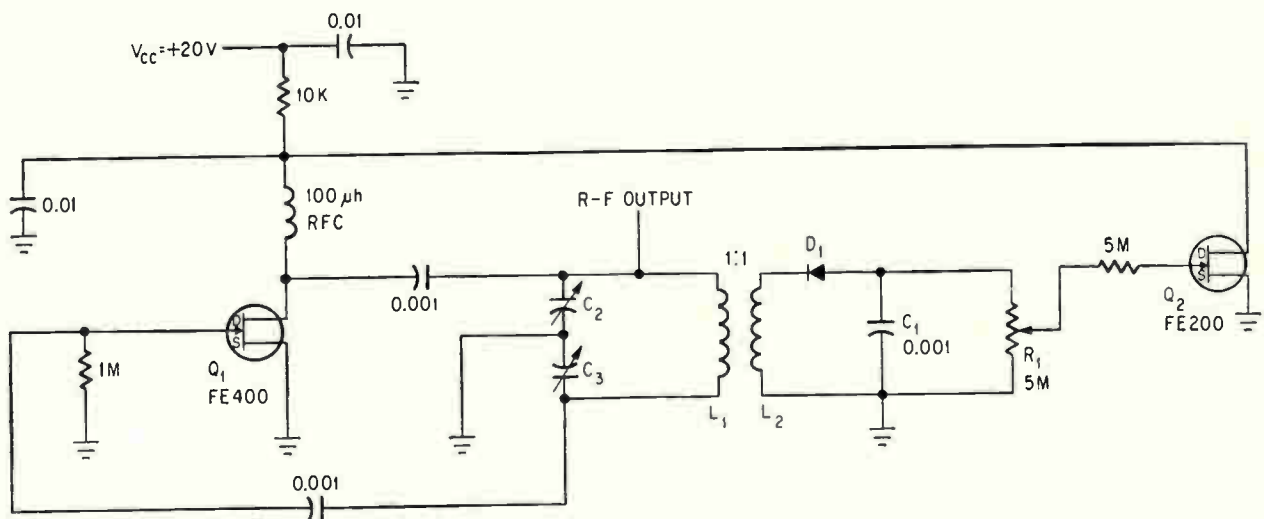 0.01
V_CC=+20V
10K
0.01
100 μh
RFC
R-F OUTPUT
1:1
D₁
5M
D
S
Q₂
FE200
0.001
C₂
C₁
0.001
R₁
5M
D
S
1M
Q₁
FE400
C₃
L₁
L₂
0.001